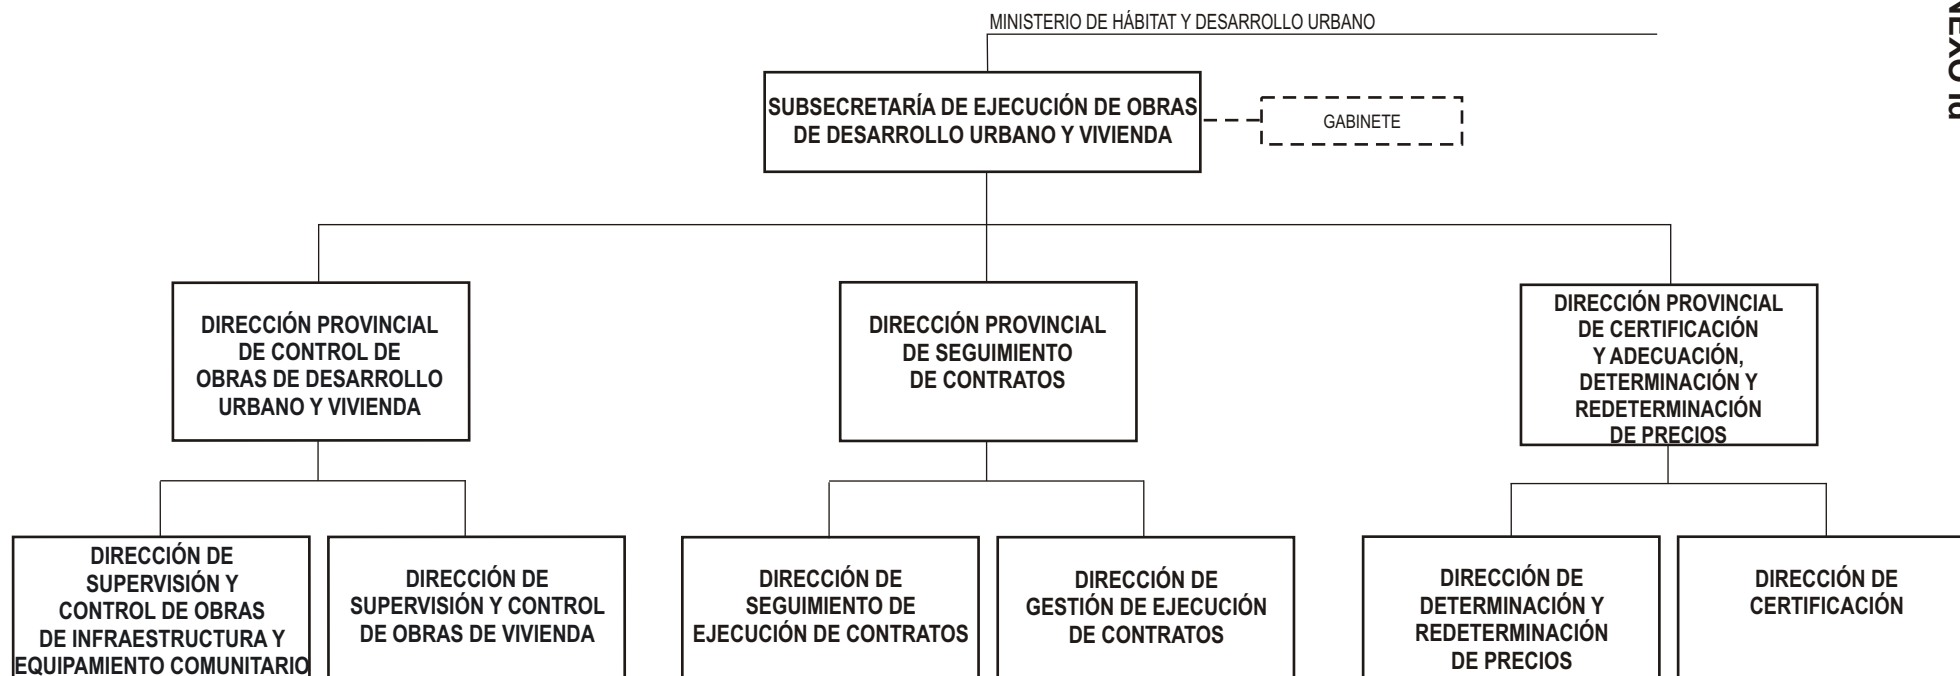 MINISTERIO DE HÁBITAT Y DESARROLLO URBANO
SUBSECRETARÍA DE EJECUCIÓN DE OBRAS
DE DESARROLLO URBANO Y VIVIENDA
GABINETE
DIRECCIÓN PROVINCIAL
DE CONTROL DE
OBRAS DE DESARROLLO
URBANO Y VIVIENDA
DIRECCIÓN PROVINCIAL
DE SEGUIMIENTO
DE CONTRATOS
DIRECCIÓN PROVINCIAL
DE CERTIFICACIÓN
Y ADECUACIÓN,
DETERMINACIÓN Y
REDETERMINACIÓN
DE PRECIOS
DIRECCIÓN DE
SUPERVISIÓN Y
CONTROL DE OBRAS
DE INFRAESTRUCTURA Y
EQUIPAMIENTO COMUNITARIO
DIRECCIÓN DE
SUPERVISIÓN Y CONTROL
DE OBRAS DE VIVIENDA
DIRECCIÓN DE
SEGUIMIENTO DE
EJECUCIÓN DE CONTRATOS
DIRECCIÓN DE
GESTIÓN DE EJECUCIÓN
DE CONTRATOS
DIRECCIÓN DE
DETERMINACIÓN Y
REDETERMINACIÓN
DE PRECIOS
DIRECCIÓN DE
CERTIFICACIÓN